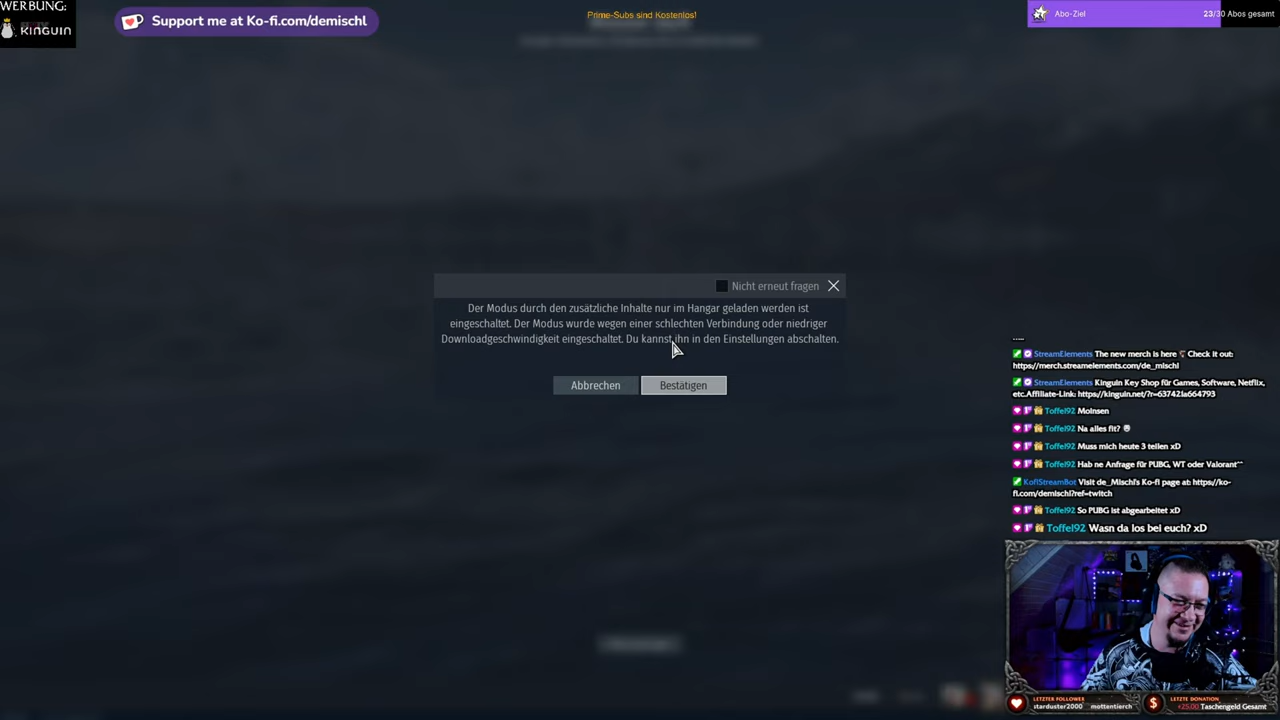 WERBUNG:
KINGUIN
Support me at Ko-fi.com/demischl
Prime-Subs sind Kostenlos!
Abo-Ziel
23/30 Abos gesamt
Nicht erneut fragen
Der Modus durch den zusätzliche Inhalte nur im Hangar geladen werden ist
eingeschaltet. Der Modus wurde wegen einer schlechten Verbindung oder niedriger
Downloadgeschwindigkeit eingeschaltet. Du kannst ihn in den Einstellungen abschalten.
Abbrechen
Bestätigen
StreamElements The new merch is here Check it out:
https://merch.streamelements.com/de_mischl
StreamElements Kinguin Key Shop für Games, Software, Netflix,
etc.Affiliate-Link: https://kinguin.net/?r=637421a664793
Toffel92 Moinsen
Toffel92 Na alles fit?
Toffel92 Muss mich heute 3 teilen xD
Toffel92 Hab ne Anfrage für PUBG, WT oder Valorant^^
KofiStreamBot Visit de_Mischl's Ko-fi page at: https://ko-
fi.com/demischl?ref=twitch
Toffel92 So PUBG ist abgearbeitet xD
Toffel92 Wasn da los bei euch? xD
LETZTER FOLLOWER
starduster2000 mottentierch
LETZTE DONATION
+25.00 Taschengeld Gesamt